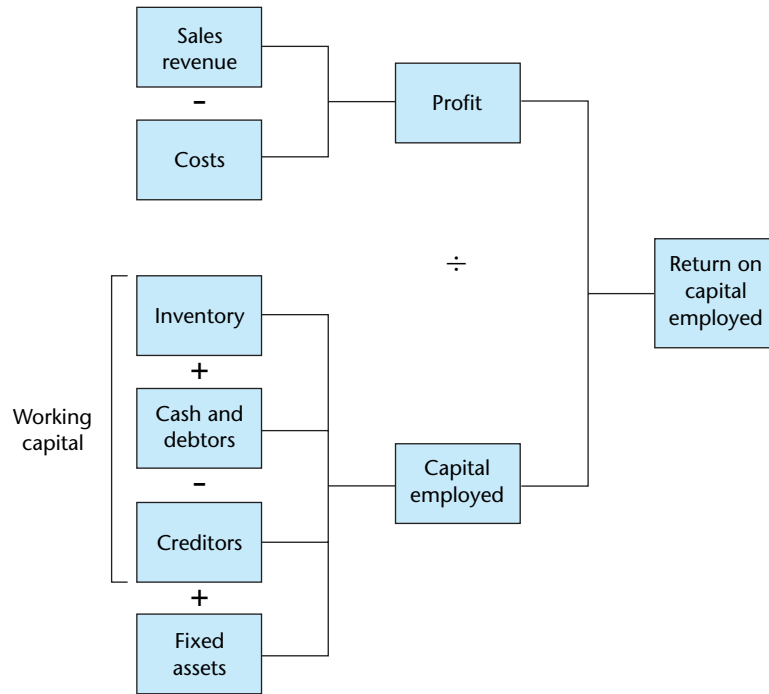 Sales
revenue
–
Costs
Profit
÷
Return on
capital
employed
Working
capital
Inventory
+
Cash and
debtors
–
Creditors
+
Fixed
assets
Capital
employed